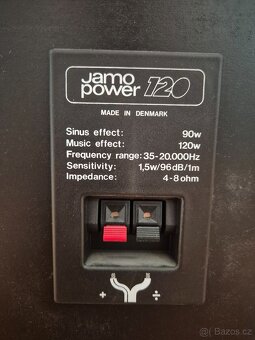 Jamo
power 120
MADE IN DENMARK
Sinus effect: 90w
Music effect: 120w
Frequency range: 35-20.000Hz
Sensitivity: 1,5w/96dB/1m
Impedance: 4-8 ohm
+ ÷
Bazoš.cz